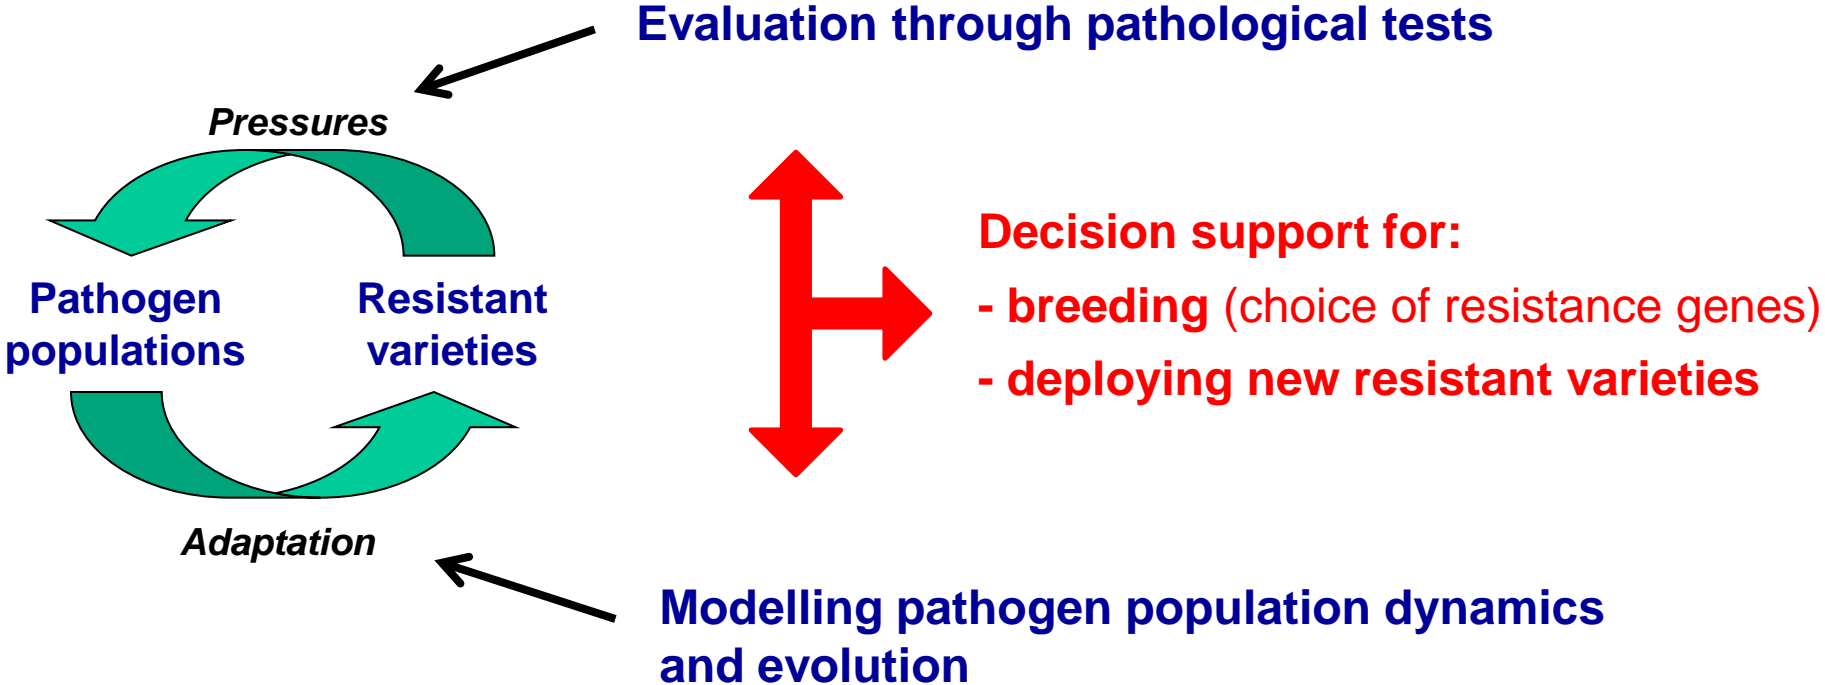 Evaluation through pathological tests
Pressures
Pathogen
populations
Resistant
varieties
Decision support for:
- breeding (choice of resistance genes)
- deploying new resistant varieties
Adaptation
Modelling pathogen population dynamics
and evolution